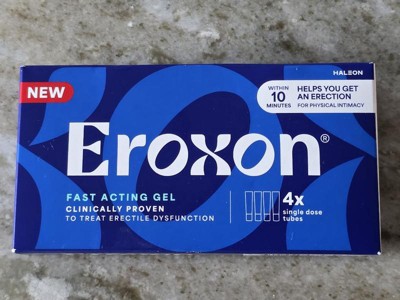 HALEON
NEW
WITHIN
10
MINUTES
HELPS YOU GET
AN ERECTION
FOR PHYSICAL INTIMACY
Eroxon®
FAST ACTING GEL
CLINICALLY PROVEN
TO TREAT ERECTILE DYSFUNCTION
4x
single dose
tubes